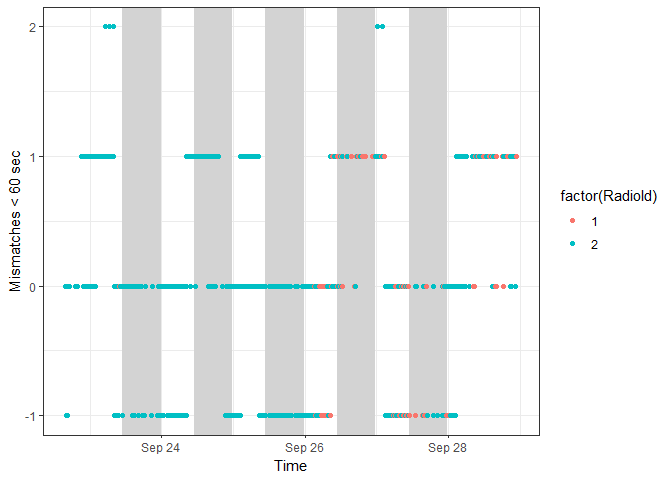 2
1
0
-1
Mismatches < 60 sec
Sep 24
Sep 26
Sep 28
Time
factor(RadioId)
1
2